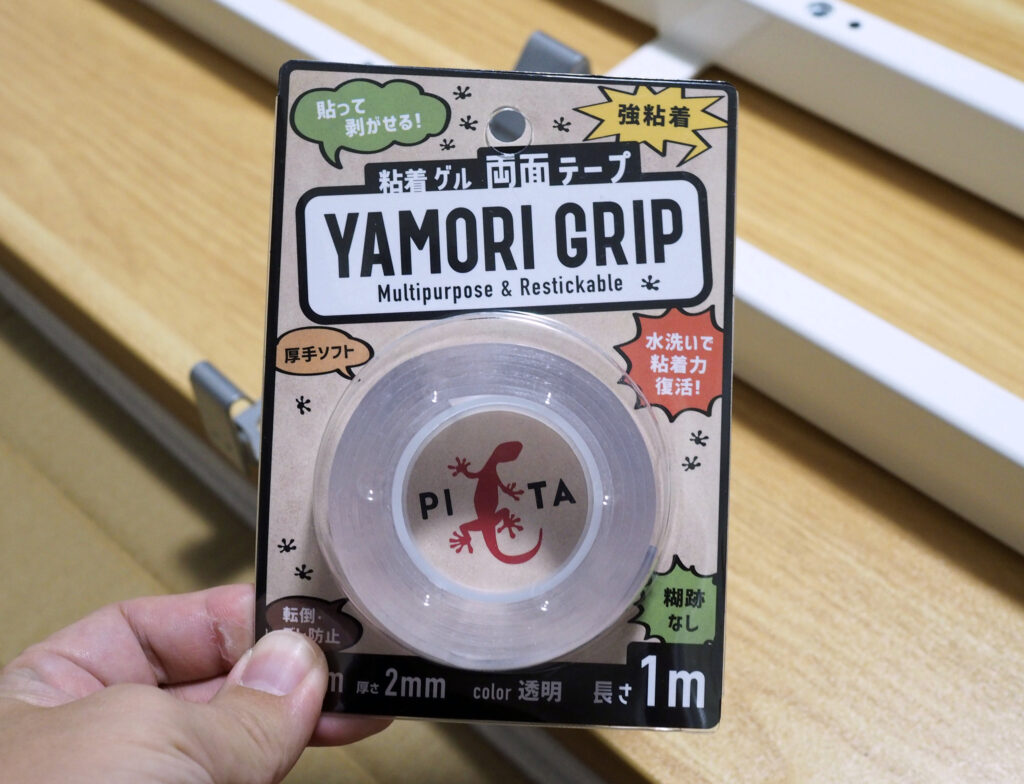 貼って
剥がせる!
強粘着
粘着ゲル 両面テープ
YAMORI GRIP
Multipurpose & Restickable
厚手ソフト
水洗いで
粘着力
復活!
PITA
糊跡
なし
転倒・
防止
厚さ 2mm color 透明 長さ 1m